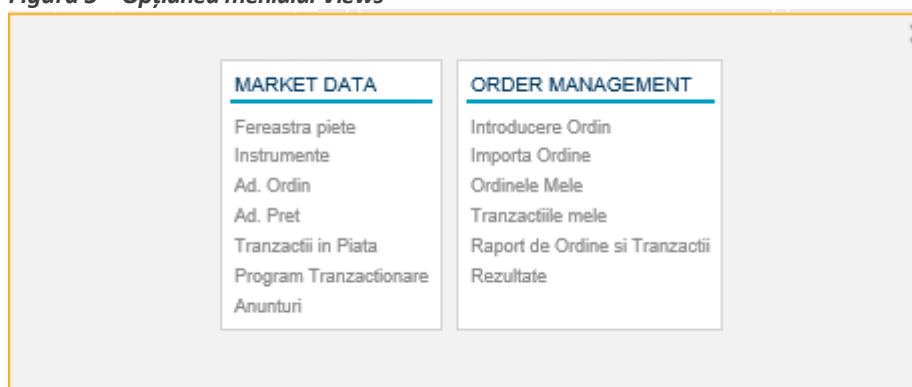 MARKET DATA
Fereastra piete
Instrumente
Ad. Ordin
Ad. Pret
Tranzactii in Piata
Program Tranzactionare
Anunturi
ORDER MANAGEMENT
Introducere Ordin
Importa Ordine
Ordinele Mele
Tranzactiile mele
Raport de Ordine si Tranzactii
Rezultate